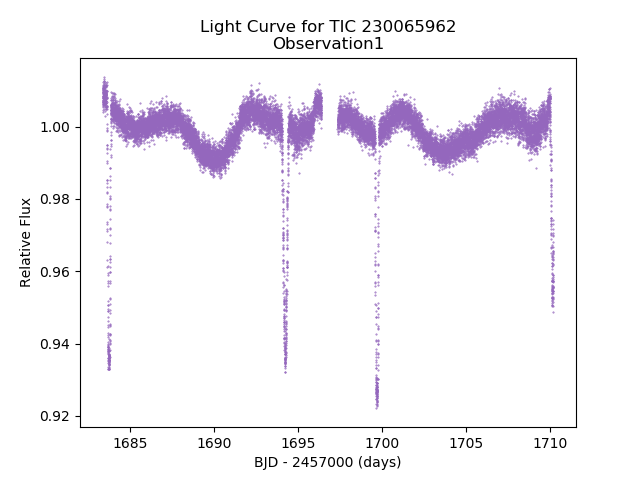 Light Curve for TIC 230065962
Observation1
1.00
0.98
0.96
0.94
0.92
Relative Flux
1685 1690 1695 1700 1705 1710
BJD - 2457000 (days)